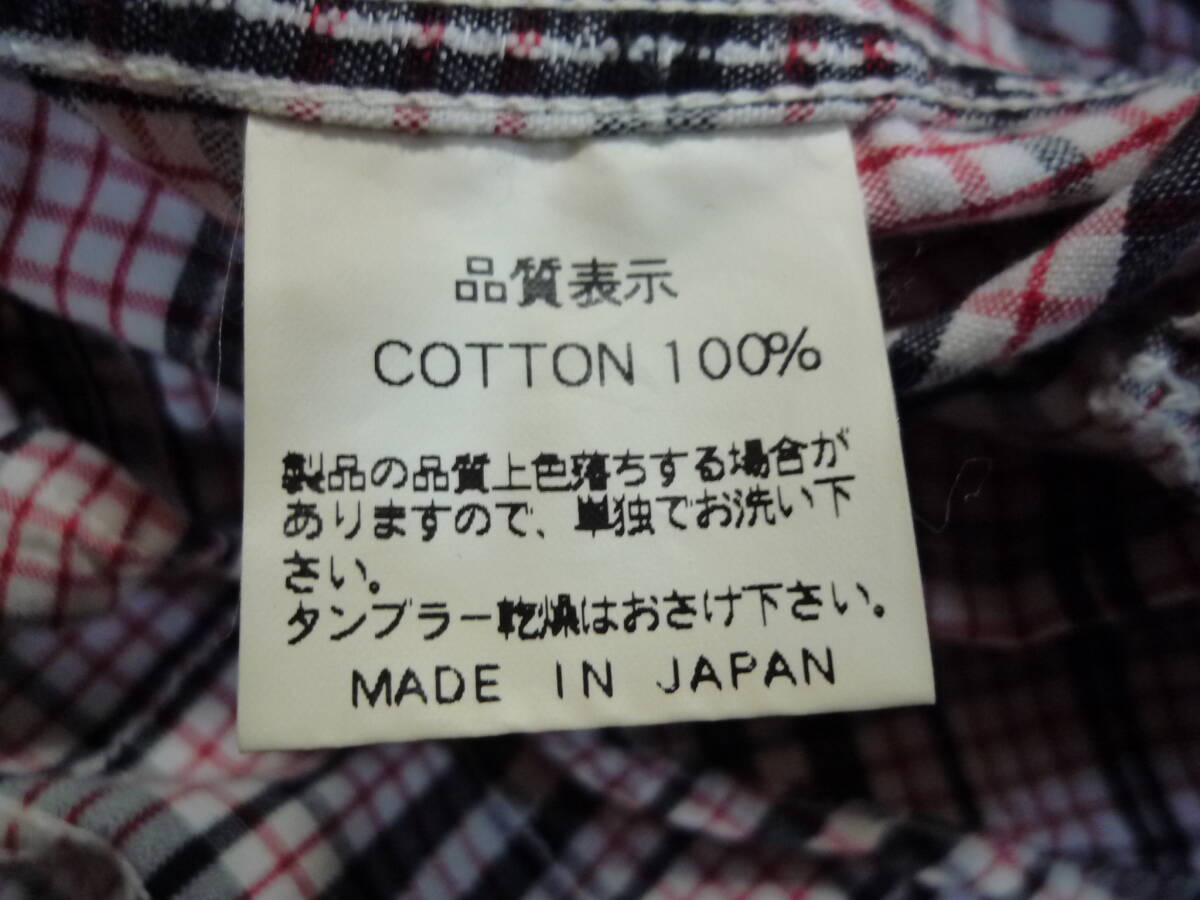 品質表示
COTTON 100%
製品の品質上色落ちする場合が
ありますので、単独でお洗い下
さい。
タンブラー乾燥はおさけ下さい。
MADE IN JAPAN